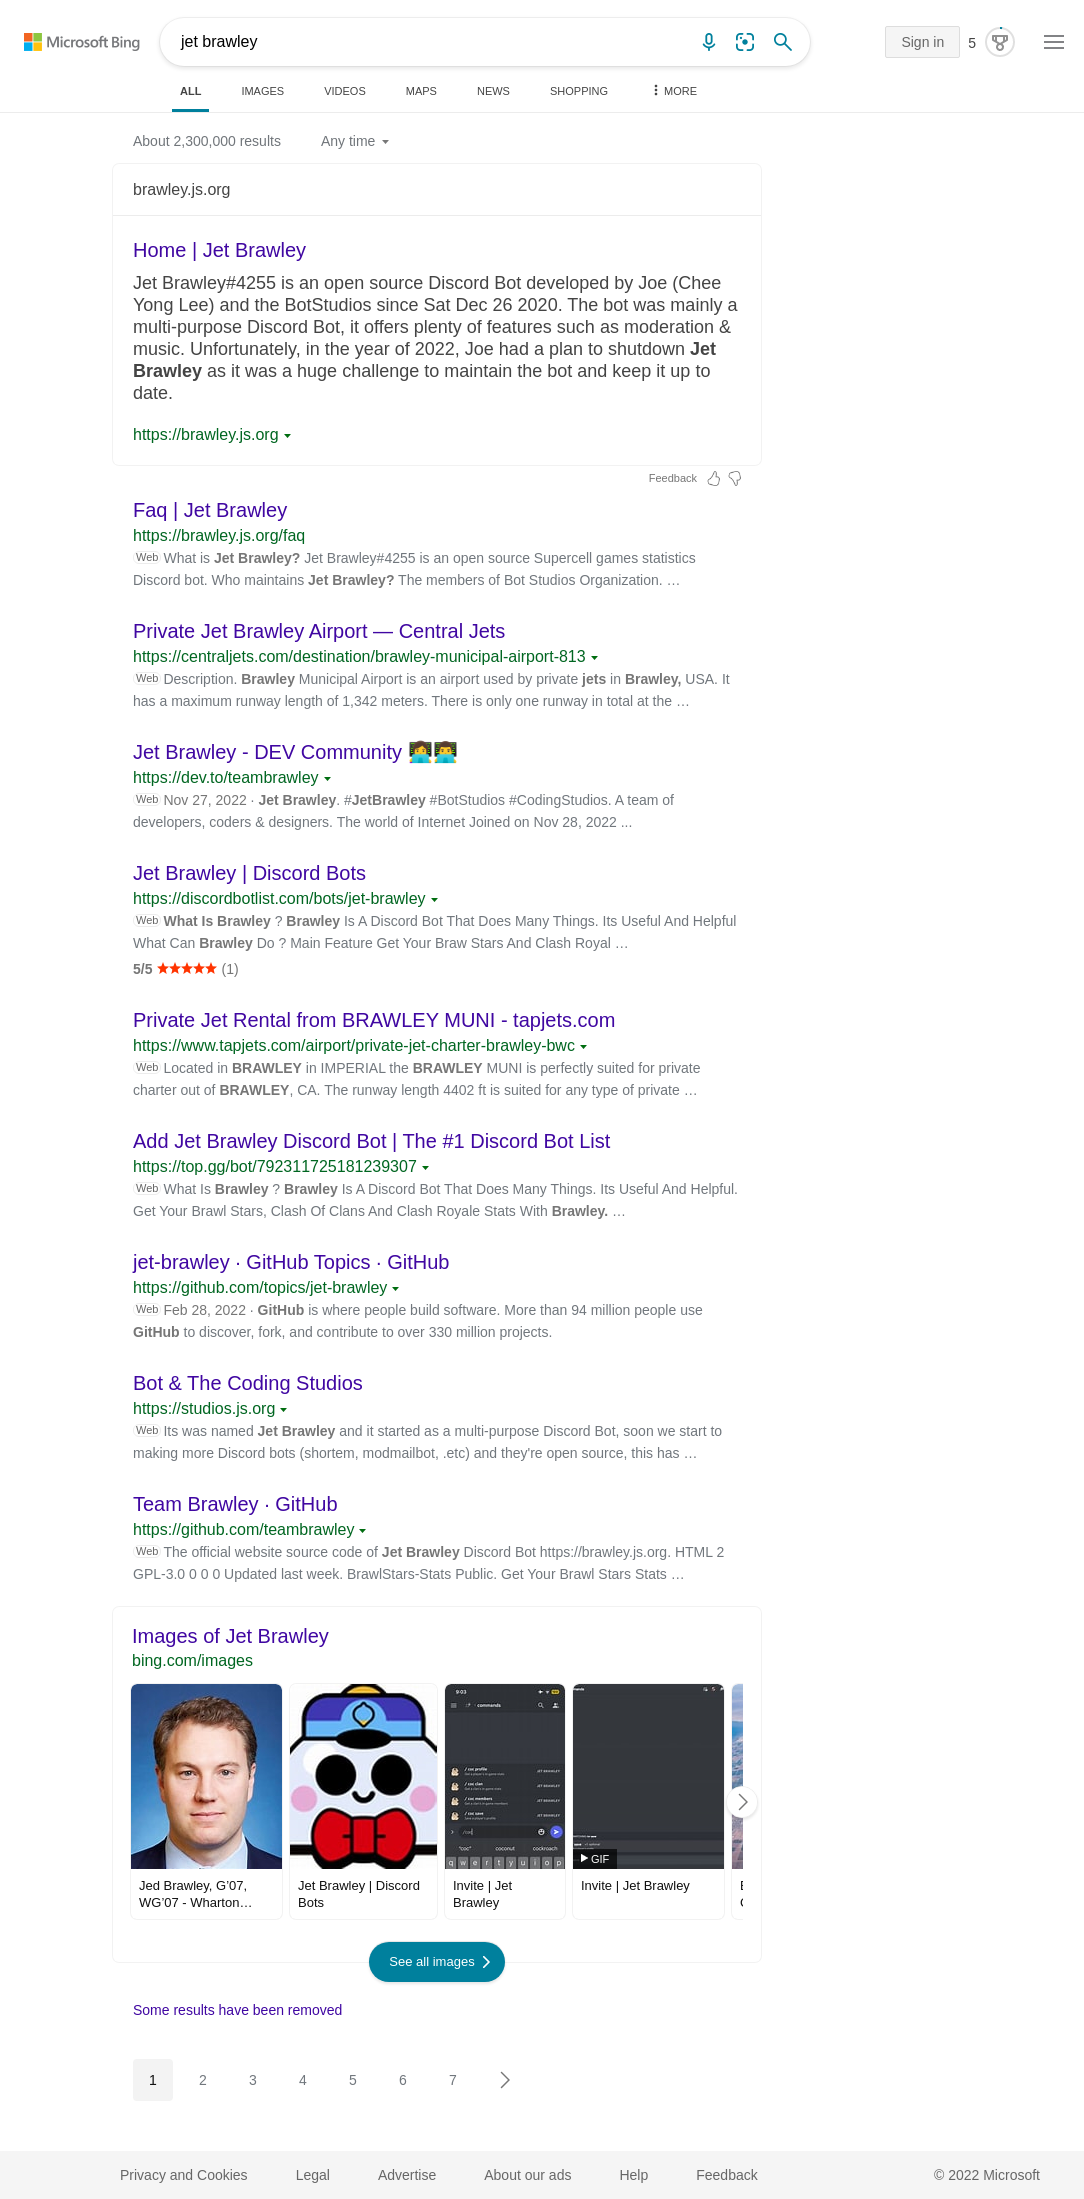 Microsoft Bing
jet brawley
Sign in
5
ALL
IMAGES
VIDEOS
MAPS
NEWS
SHOPPING
MORE
About 2,300,000 results
Any time
brawley.js.org
Home | Jet Brawley
Jet Brawley#4255 is an open source Discord Bot developed by Joe (Chee
Yong Lee) and the BotStudios since Sat Dec 26 2020. The bot was mainly a
multi-purpose Discord Bot, it offers plenty of features such as moderation &
music. Unfortunately, in the year of 2022, Joe had a plan to shutdown Jet
Brawley as it was a huge challenge to maintain the bot and keep it up to
date.
https://brawley.js.org
Feedback
Faq | Jet Brawley
https://brawley.js.org/faq
Web What is Jet Brawley? Jet Brawley#4255 is an open source Supercell games statistics
Discord bot. Who maintains Jet Brawley? The members of Bot Studios Organization. …
Private Jet Brawley Airport — Central Jets
https://centraljets.com/destination/brawley-municipal-airport-813
Web Description. Brawley Municipal Airport is an airport used by private jets in Brawley, USA. It
has a maximum runway length of 1,342 meters. There is only one runway in total at the …
Jet Brawley - DEV Community 👩‍💻👨‍💻
https://dev.to/teambrawley
Web Nov 27, 2022 · Jet Brawley. #JetBrawley #BotStudios #CodingStudios. A team of
developers, coders & designers. The world of Internet Joined on Nov 28, 2022 ...
Jet Brawley | Discord Bots
https://discordbotlist.com/bots/jet-brawley
Web What Is Brawley ? Brawley Is A Discord Bot That Does Many Things. Its Useful And Helpful
What Can Brawley Do ? Main Feature Get Your Braw Stars And Clash Royal …
5/5 ★★★★★ (1)
Private Jet Rental from BRAWLEY MUNI - tapjets.com
https://www.tapjets.com/airport/private-jet-charter-brawley-bwc
Web Located in BRAWLEY in IMPERIAL the BRAWLEY MUNI is perfectly suited for private
charter out of BRAWLEY, CA. The runway length 4402 ft is suited for any type of private …
Add Jet Brawley Discord Bot | The #1 Discord Bot List
https://top.gg/bot/792311725181239307
Web What Is Brawley ? Brawley Is A Discord Bot That Does Many Things. Its Useful And Helpful.
Get Your Brawl Stars, Clash Of Clans And Clash Royale Stats With Brawley. …
jet-brawley · GitHub Topics · GitHub
https://github.com/topics/jet-brawley
Web Feb 28, 2022 · GitHub is where people build software. More than 94 million people use
GitHub to discover, fork, and contribute to over 330 million projects.
Bot & The Coding Studios
https://studios.js.org
Web Its was named Jet Brawley and it started as a multi-purpose Discord Bot, soon we start to
making more Discord bots (shortem, modmailbot, .etc) and they're open source, this has …
Team Brawley · GitHub
https://github.com/teambrawley
Web The official website source code of Jet Brawley Discord Bot https://brawley.js.org. HTML 2
GPL-3.0 0 0 0 Updated last week. BrawlStars-Stats Public. Get Your Brawl Stars Stats …
Images of Jet Brawley
bing.com/images
9:03
commands
/ coc profile
/ coc clan
/ coc members
/ coc save
/coc
"coc" coconut cockroach
q w e r t y u i o p
GIF
Jed Brawley, G'07,
WG'07 - Wharton…
Jet Brawley | Discord
Bots
Invite | Jet
Brawley
Invite | Jet Brawley
See all images
Some results have been removed
1 2 3 4 5 6 7
Privacy and Cookies
Legal
Advertise
About our ads
Help
Feedback
© 2022 Microsoft